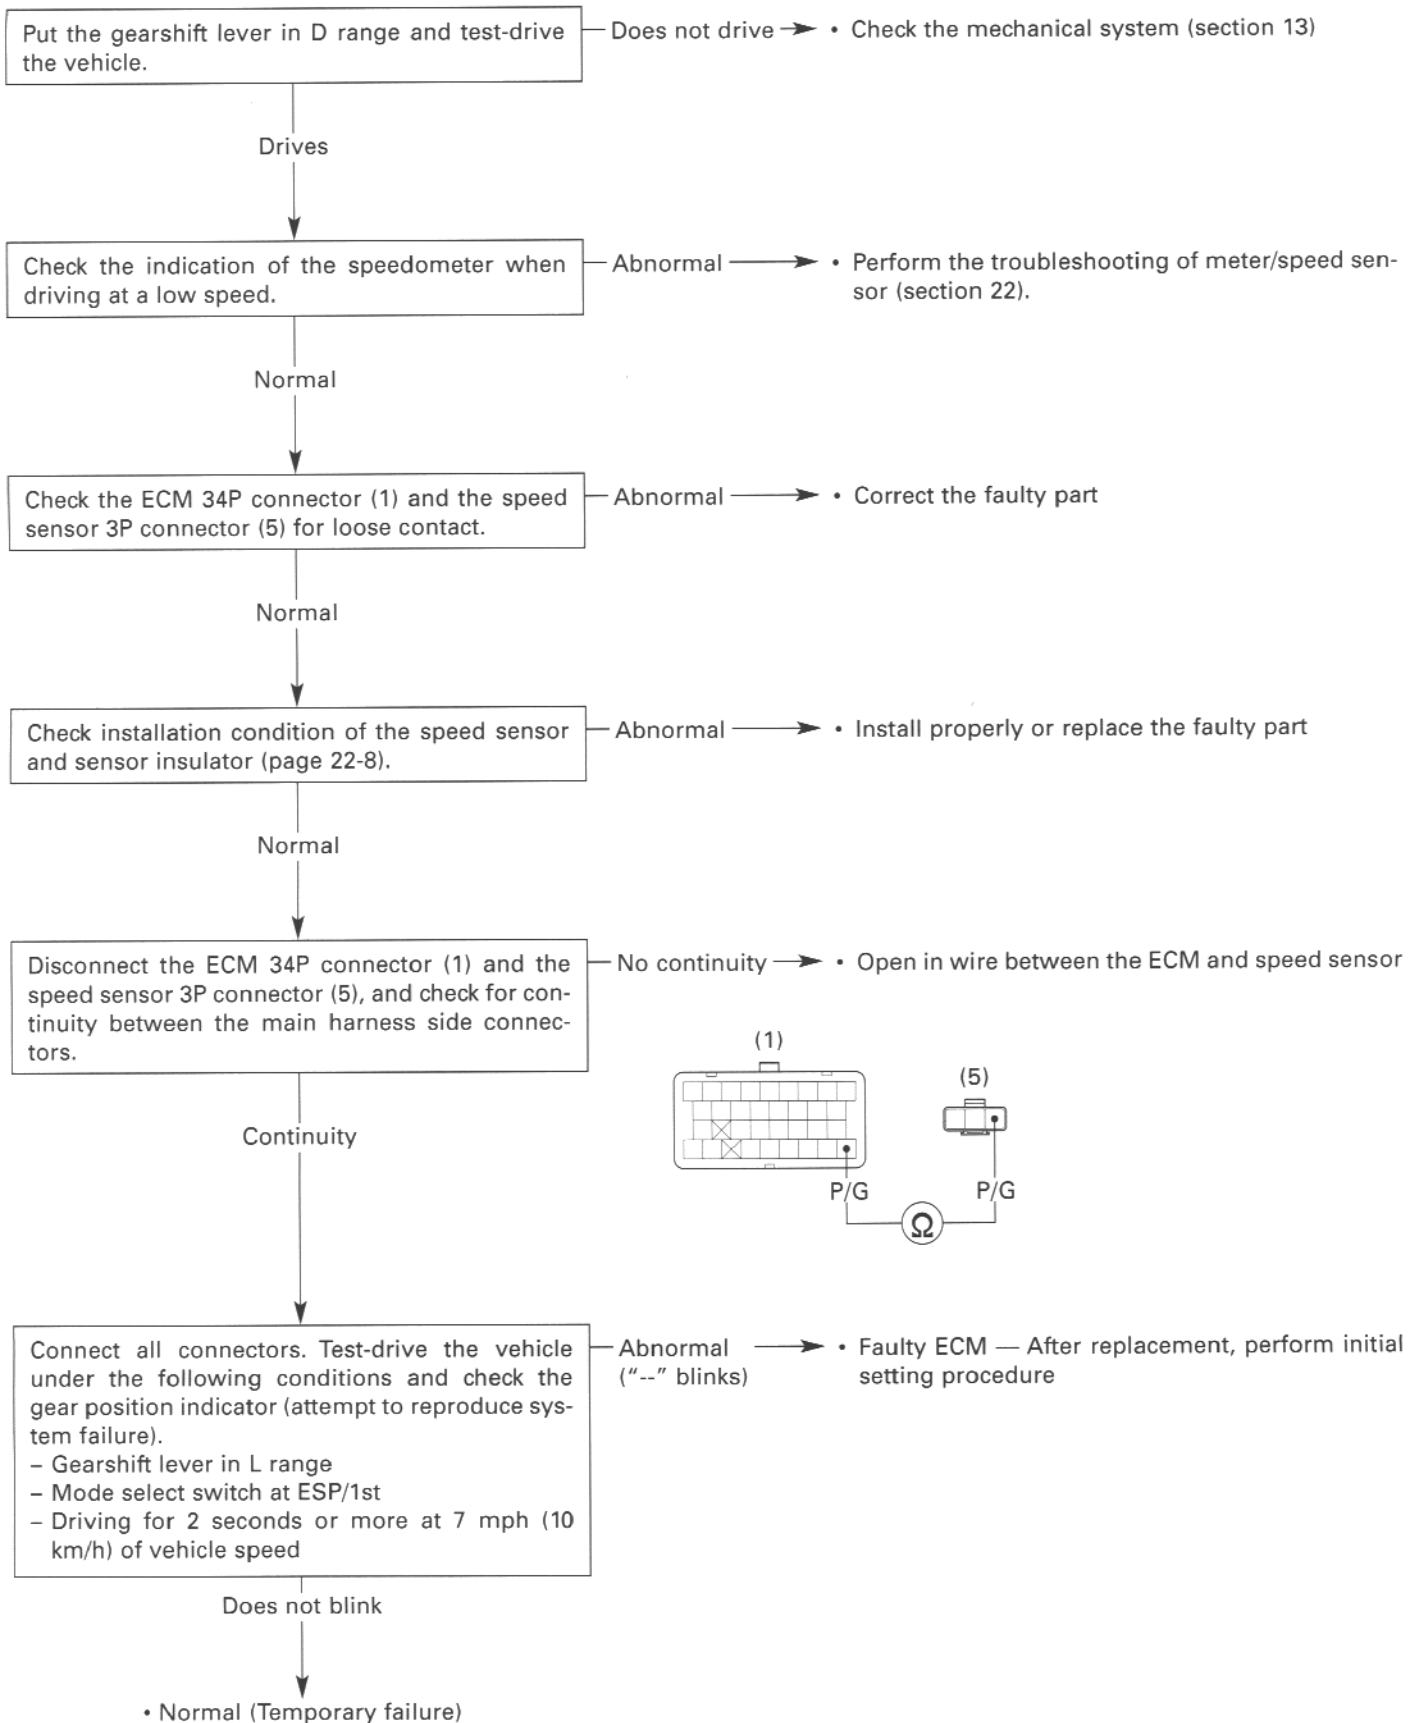 Put the gearshift lever in D range and test-drive
the vehicle.
Does not drive
• Check the mechanical system (section 13)
Drives
Check the indication of the speedometer when
driving at a low speed.
Abnormal
• Perform the troubleshooting of meter/speed sen-
sor (section 22).
Normal
Check the ECM 34P connector (1) and the speed
sensor 3P connector (5) for loose contact.
Abnormal
• Correct the faulty part
Normal
Check installation condition of the speed sensor
and sensor insulator (page 22-8).
Abnormal
• Install properly or replace the faulty part
Normal
Disconnect the ECM 34P connector (1) and the
speed sensor 3P connector (5), and check for con-
tinuity between the main harness side connec-
tors.
No continuity
• Open in wire between the ECM and speed sensor
(1)
(5)
P/G
P/G
Ω
Continuity
Connect all connectors. Test-drive the vehicle
under the following conditions and check the
gear position indicator (attempt to reproduce sys-
tem failure).
– Gearshift lever in L range
– Mode select switch at ESP/1st
– Driving for 2 seconds or more at 7 mph (10
km/h) of vehicle speed
Abnormal
("--" blinks)
• Faulty ECM — After replacement, perform initial
setting procedure
Does not blink
• Normal (Temporary failure)